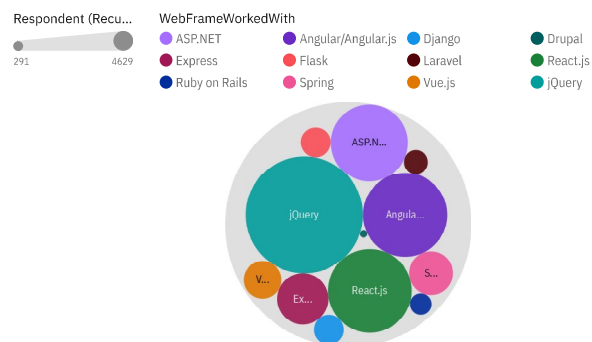 Respondent (Recu...
291 4629
WebFrameWorkedWith
ASP.NET Angular/Angular.js Django Drupal
Express Flask Laravel React.js
Ruby on Rails Spring Vue.js jQuery
ASP.N...
jQuery Angula...
V... Ex... React.js S...